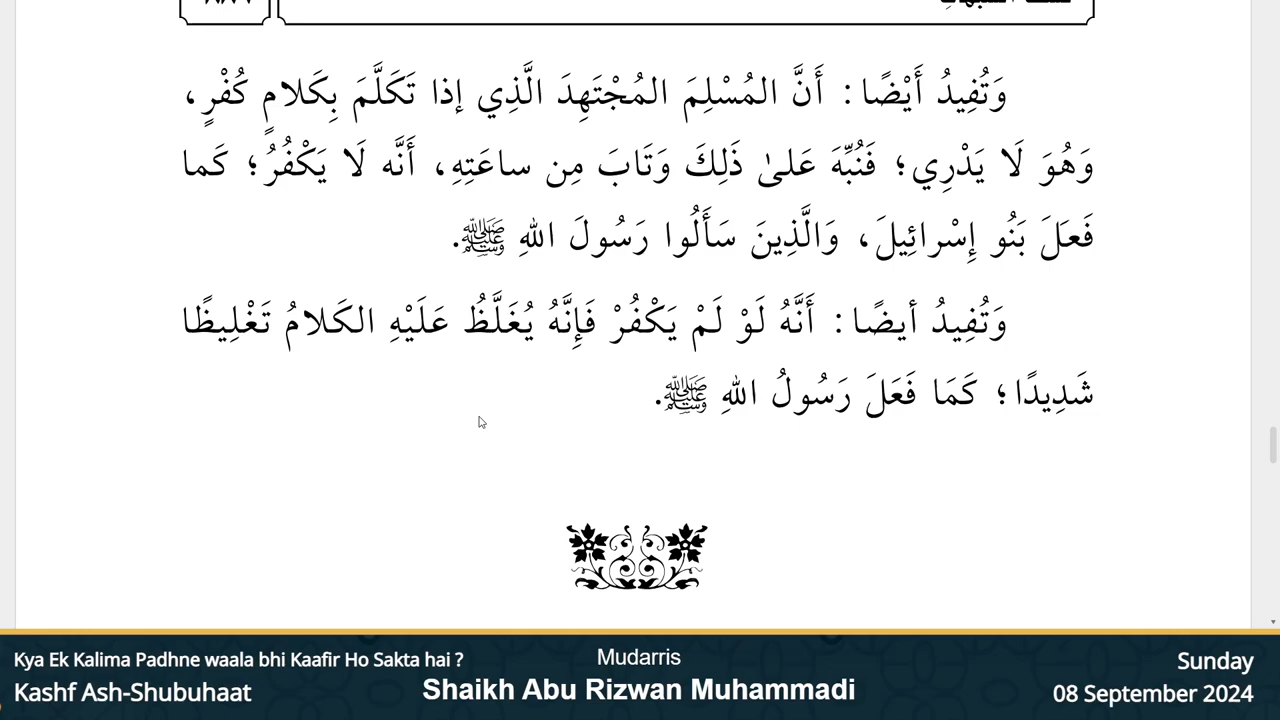 وَتُفِيدُ أَيْضًا: أَنَّ المُسْلِمَ المُجْتَهِدَ الَّذِي إذا تَكَلَّمَ بِكَلامٍ كُفْرٍ،
وَهُوَ لَا يَدْرِي؛ فَنُبِّهَ عَلىٰ ذَلِكَ وَتَابَ مِن ساعَتِهِ، أَنَّه لَا يَكْفُرُ؛ كَما
فَعَلَ بَنُو إِسْرائِيلَ، وَالَّذِينَ سَأَلُوا رَسُولَ اللهِ ﷺ.
وَتُفِيدُ أيضًا: أَنَّهُ لَوْ لَمْ يَكْفُرْ فَإِنَّهُ يُغَلَّظُ عَلَيْهِ الكَلامُ تَغْلِيظًا
شَدِيدًا؛ كَمَا فَعَلَ رَسُولُ اللهِ ﷺ.
Kya Ek Kalima Padhne waala bhi Kaafir Ho Sakta hai ?
Kashf Ash-Shubuhaat
Mudarris
Shaikh Abu Rizwan Muhammadi
Sunday
08 September 2024